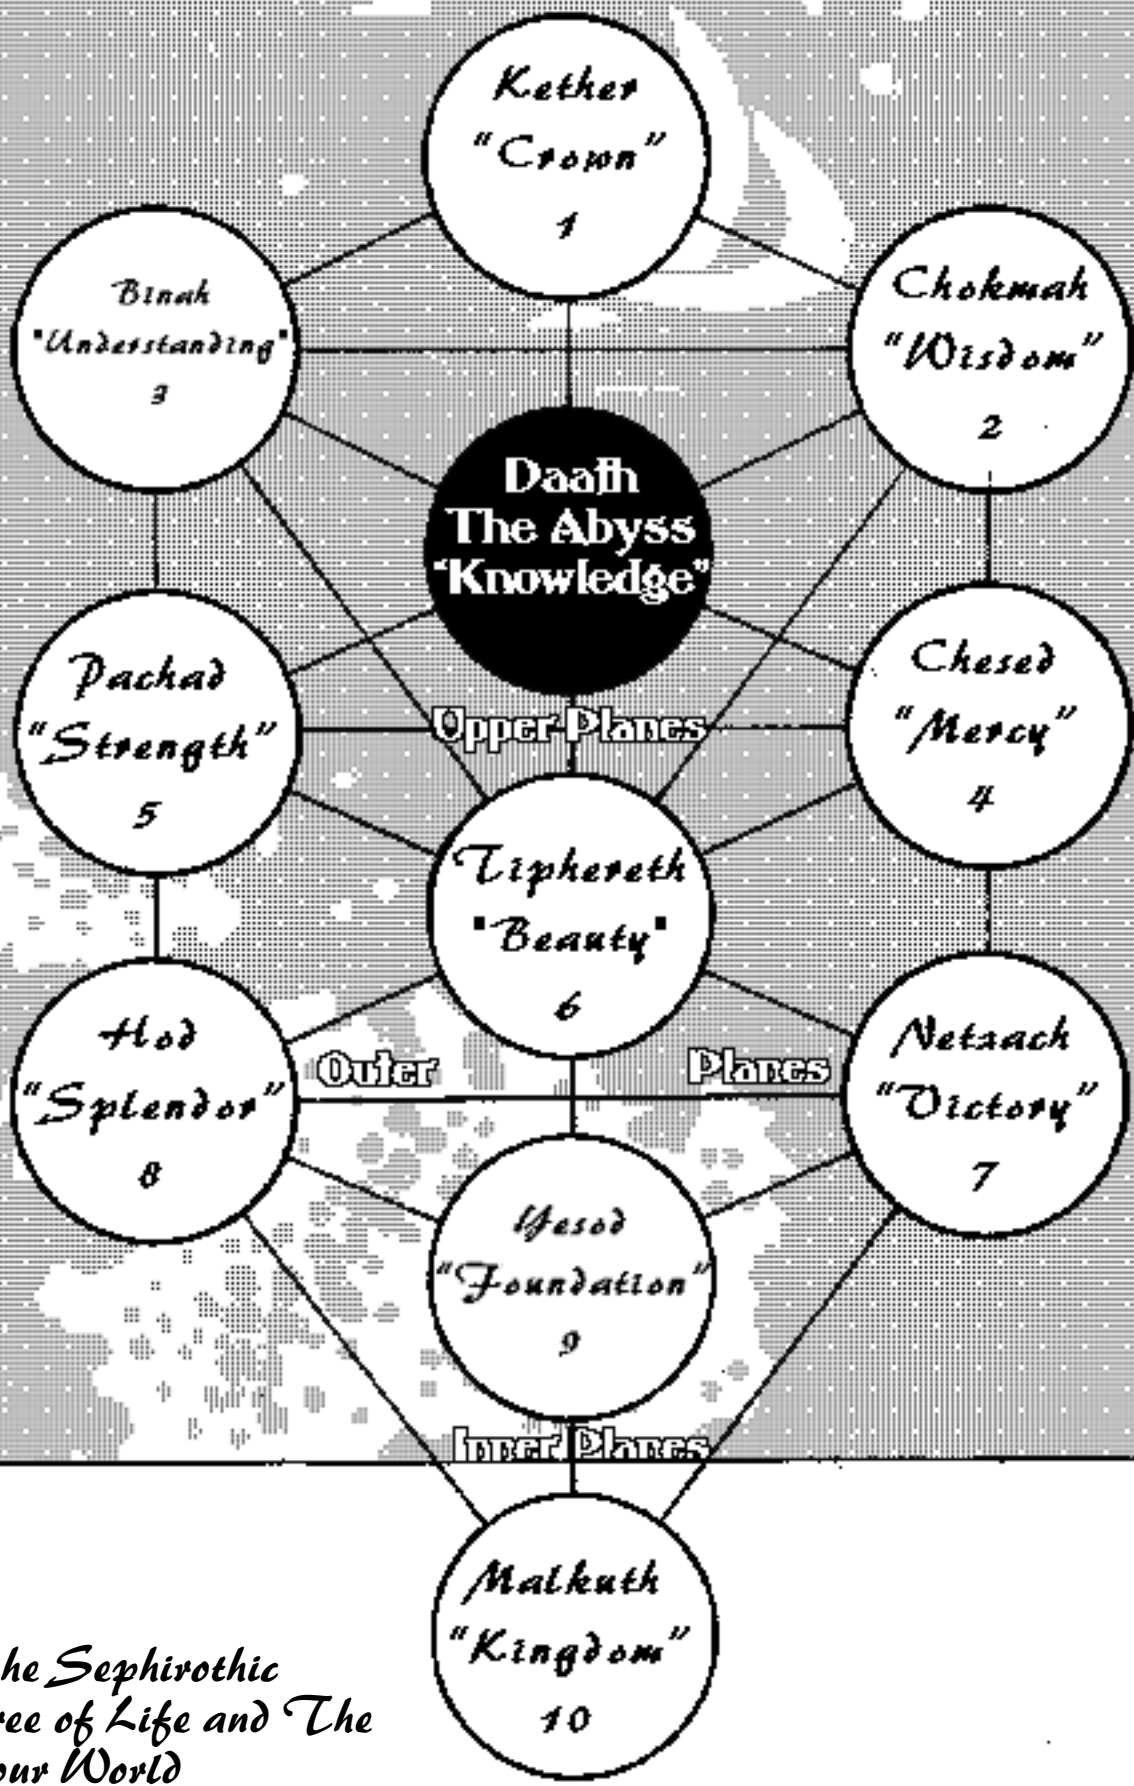 Kether
"Crown"
1
Binah
"Understanding"
3
Chokmah
"Wisdom"
2
Daath
The Abyss
"Knowledge"
Pachad
"Strength"
5
Chesed
"Mercy"
4
Upper Planes
Tiphereth
"Beauty"
6
Hod
"Splendor"
8
Netzach
"Victory"
7
Outer Planes
Yesod
"Foundation"
9
Inner Planes
Malkuth
"Kingdom"
10
he Sephirothic
ree of Life and The
our World